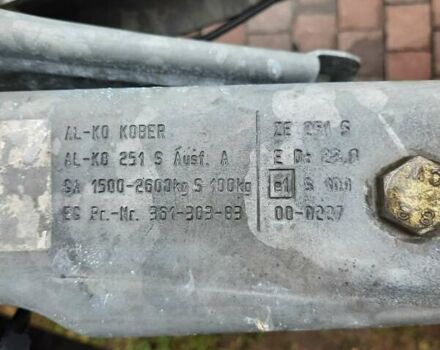 AL-KO KOBER
AL-KO 251 S Ausf. A
GA 1500-2600kg S 100kg
EG Pr.-Nr. 361-303-83
ZE 251 S
E D:
e1 S
00-0227